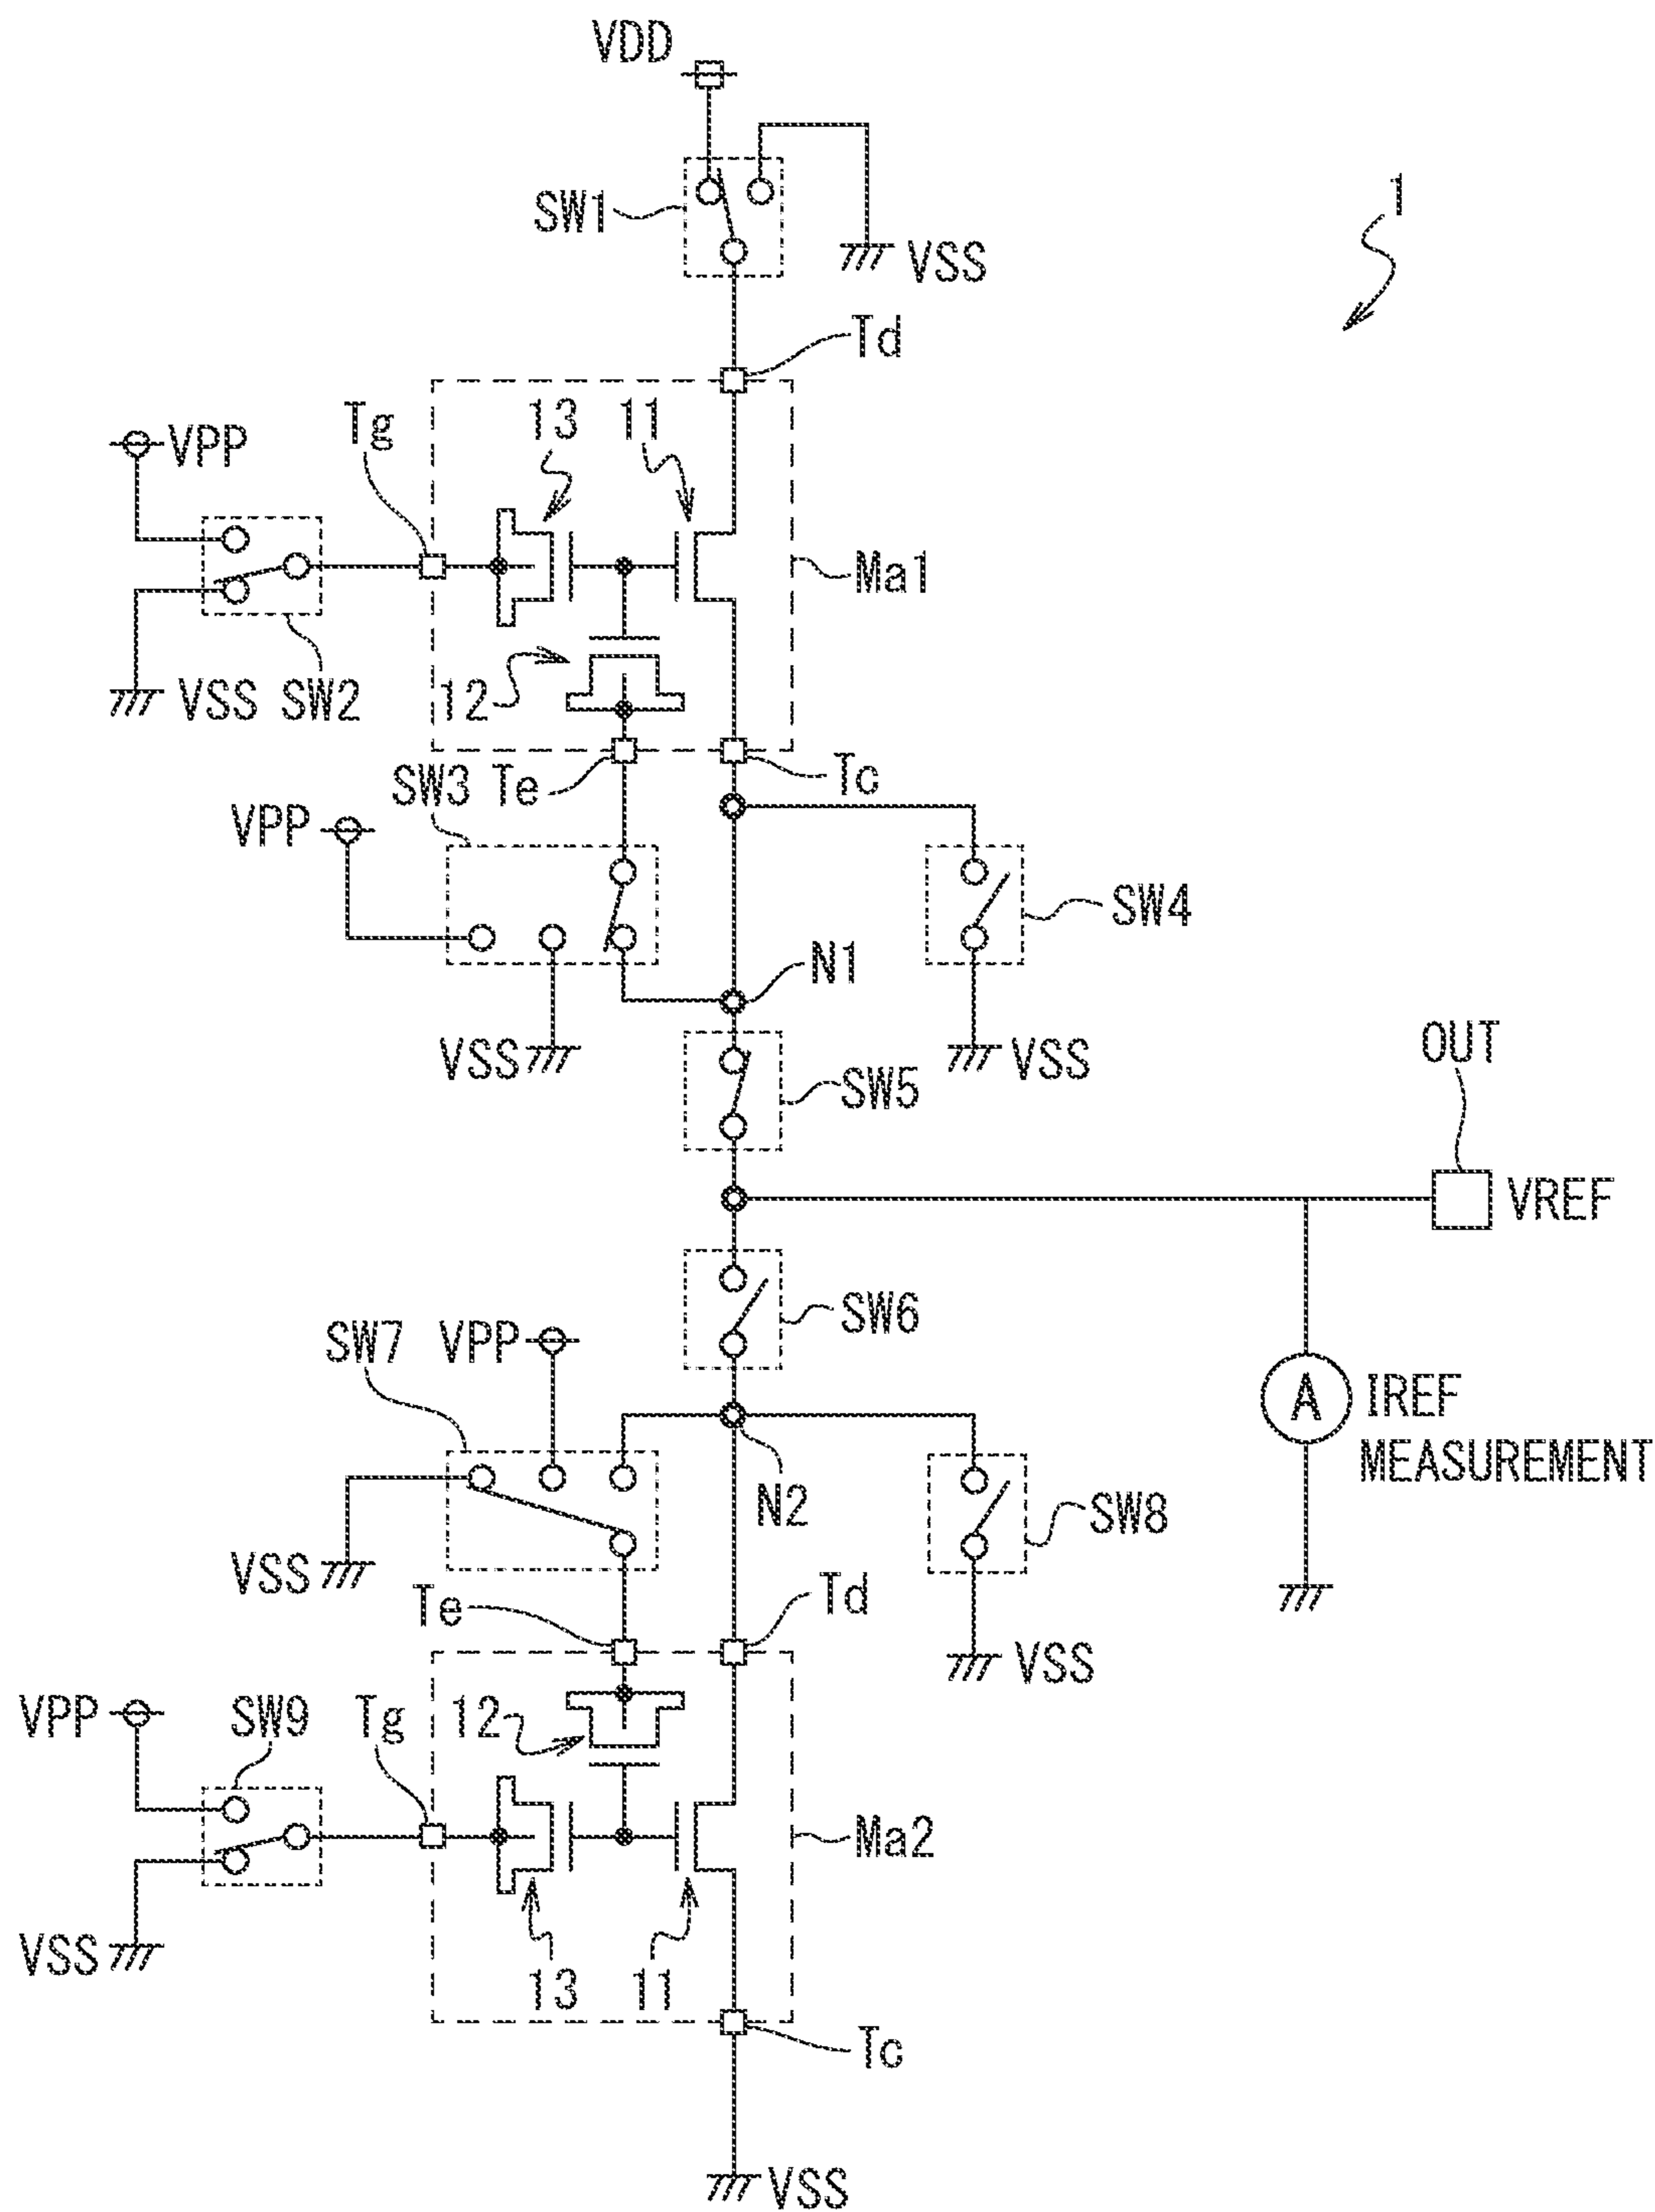 VDD
SW1
1
VSS
Td
Tg
13
11
VPP
Ma1
VSS
SW2
12
SW3
Te
Tc
VPP
SW4
N1
VSS
VSS
OUT
SW5
VREF
SW6
SW7
VPP
A
IREF
MEASUREMENT
N2
SW8
VSS
Te
Td
VSS
VPP
SW9
Tg
12
Ma2
VSS
13
11
Tc
VSS